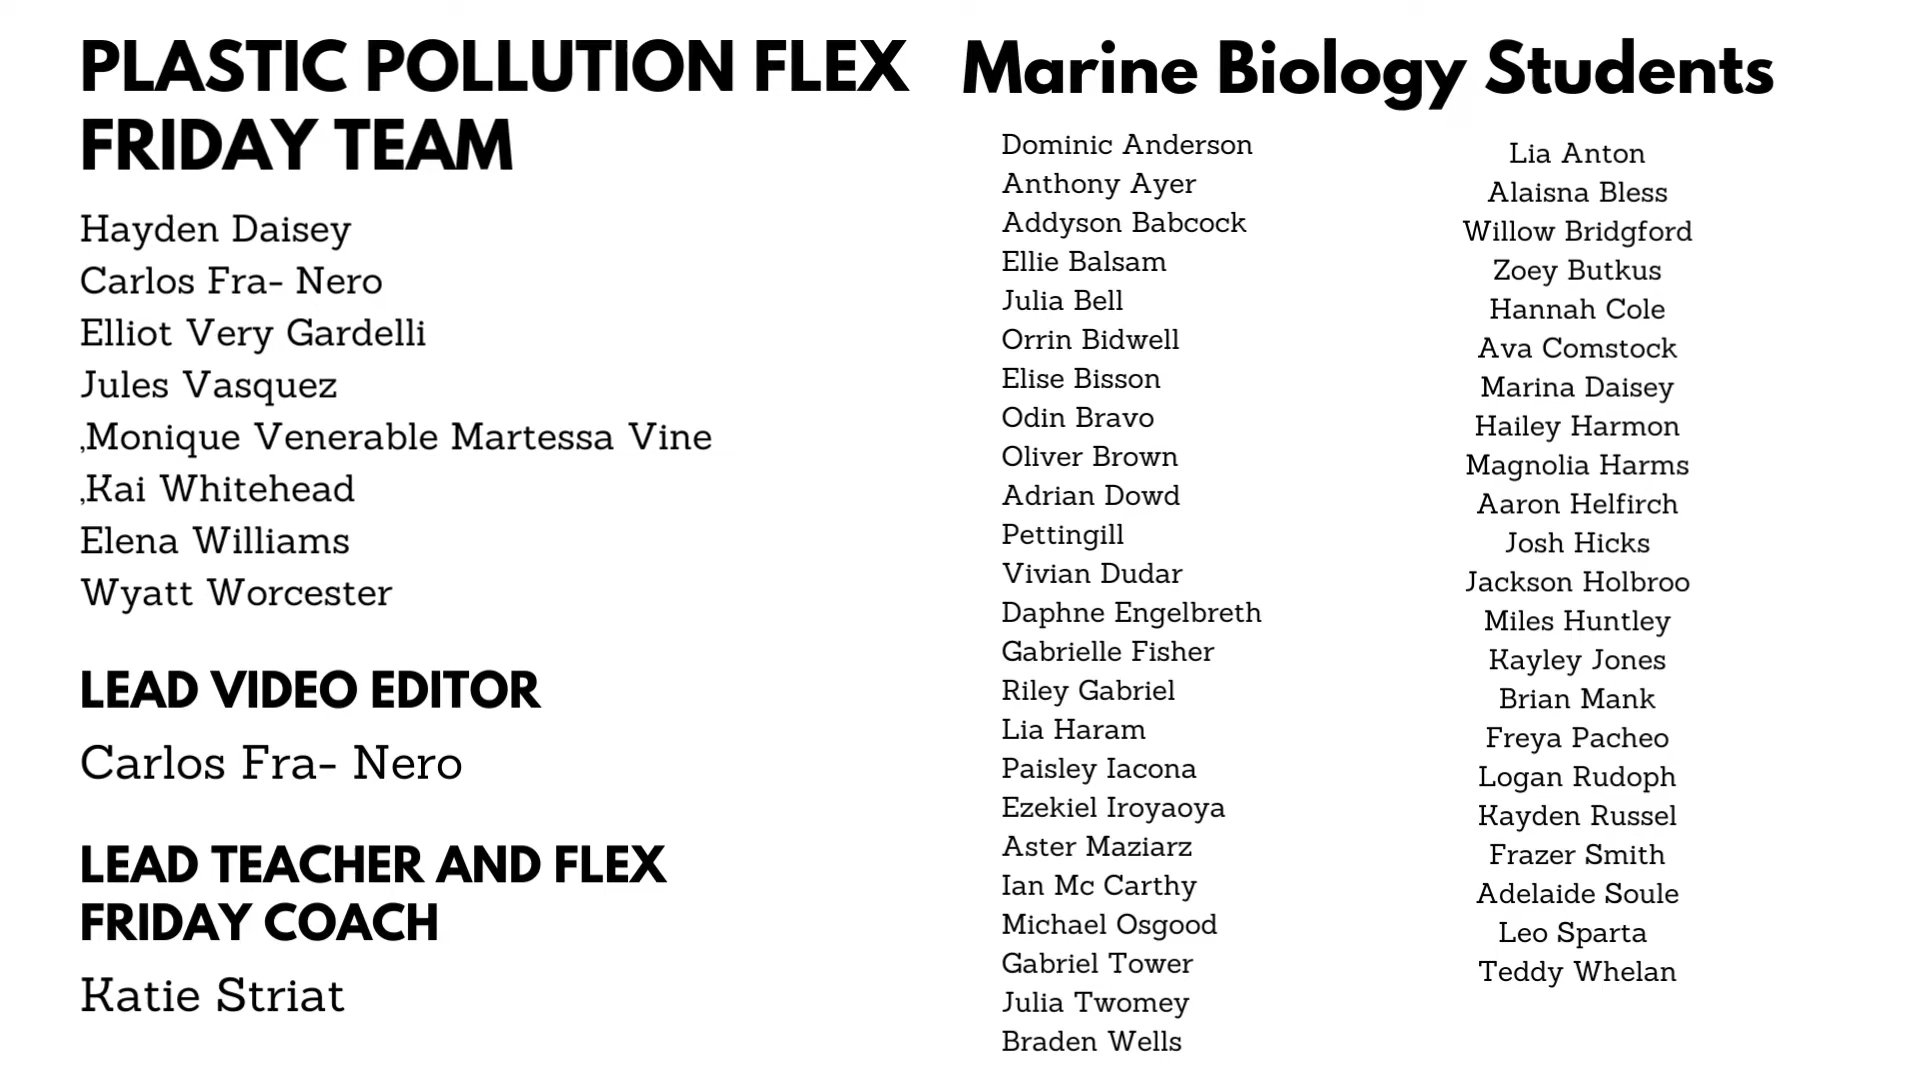 PLASTIC POLLUTION FLEX
FRIDAY TEAM
Hayden Daisey
Carlos Fra- Nero
Elliot Very Gardelli
Jules Vasquez
,Monique Venerable Martessa Vine
,Kai Whitehead
Elena Williams
Wyatt Worcester
LEAD VIDEO EDITOR
Carlos Fra- Nero
LEAD TEACHER AND FLEX
FRIDAY COACH
Katie Striat
Marine Biology Students
Dominic Anderson
Anthony Ayer
Addyson Babcock
Ellie Balsam
Julia Bell
Orrin Bidwell
Elise Bisson
Odin Bravo
Oliver Brown
Adrian Dowd
Pettingill
Vivian Dudar
Daphne Engelbreth
Gabrielle Fisher
Riley Gabriel
Lia Haram
Paisley Iacona
Ezekiel Iroyaoya
Aster Maziarz
Ian Mc Carthy
Michael Osgood
Gabriel Tower
Julia Twomey
Braden Wells
Lia Anton
Alaisna Bless
Willow Bridgford
Zoey Butkus
Hannah Cole
Ava Comstock
Marina Daisey
Hailey Harmon
Magnolia Harms
Aaron Helfirch
Josh Hicks
Jackson Holbroo
Miles Huntley
Kayley Jones
Brian Mank
Freya Pacheo
Logan Rudoph
Kayden Russel
Frazer Smith
Adelaide Soule
Leo Sparta
Teddy Whelan